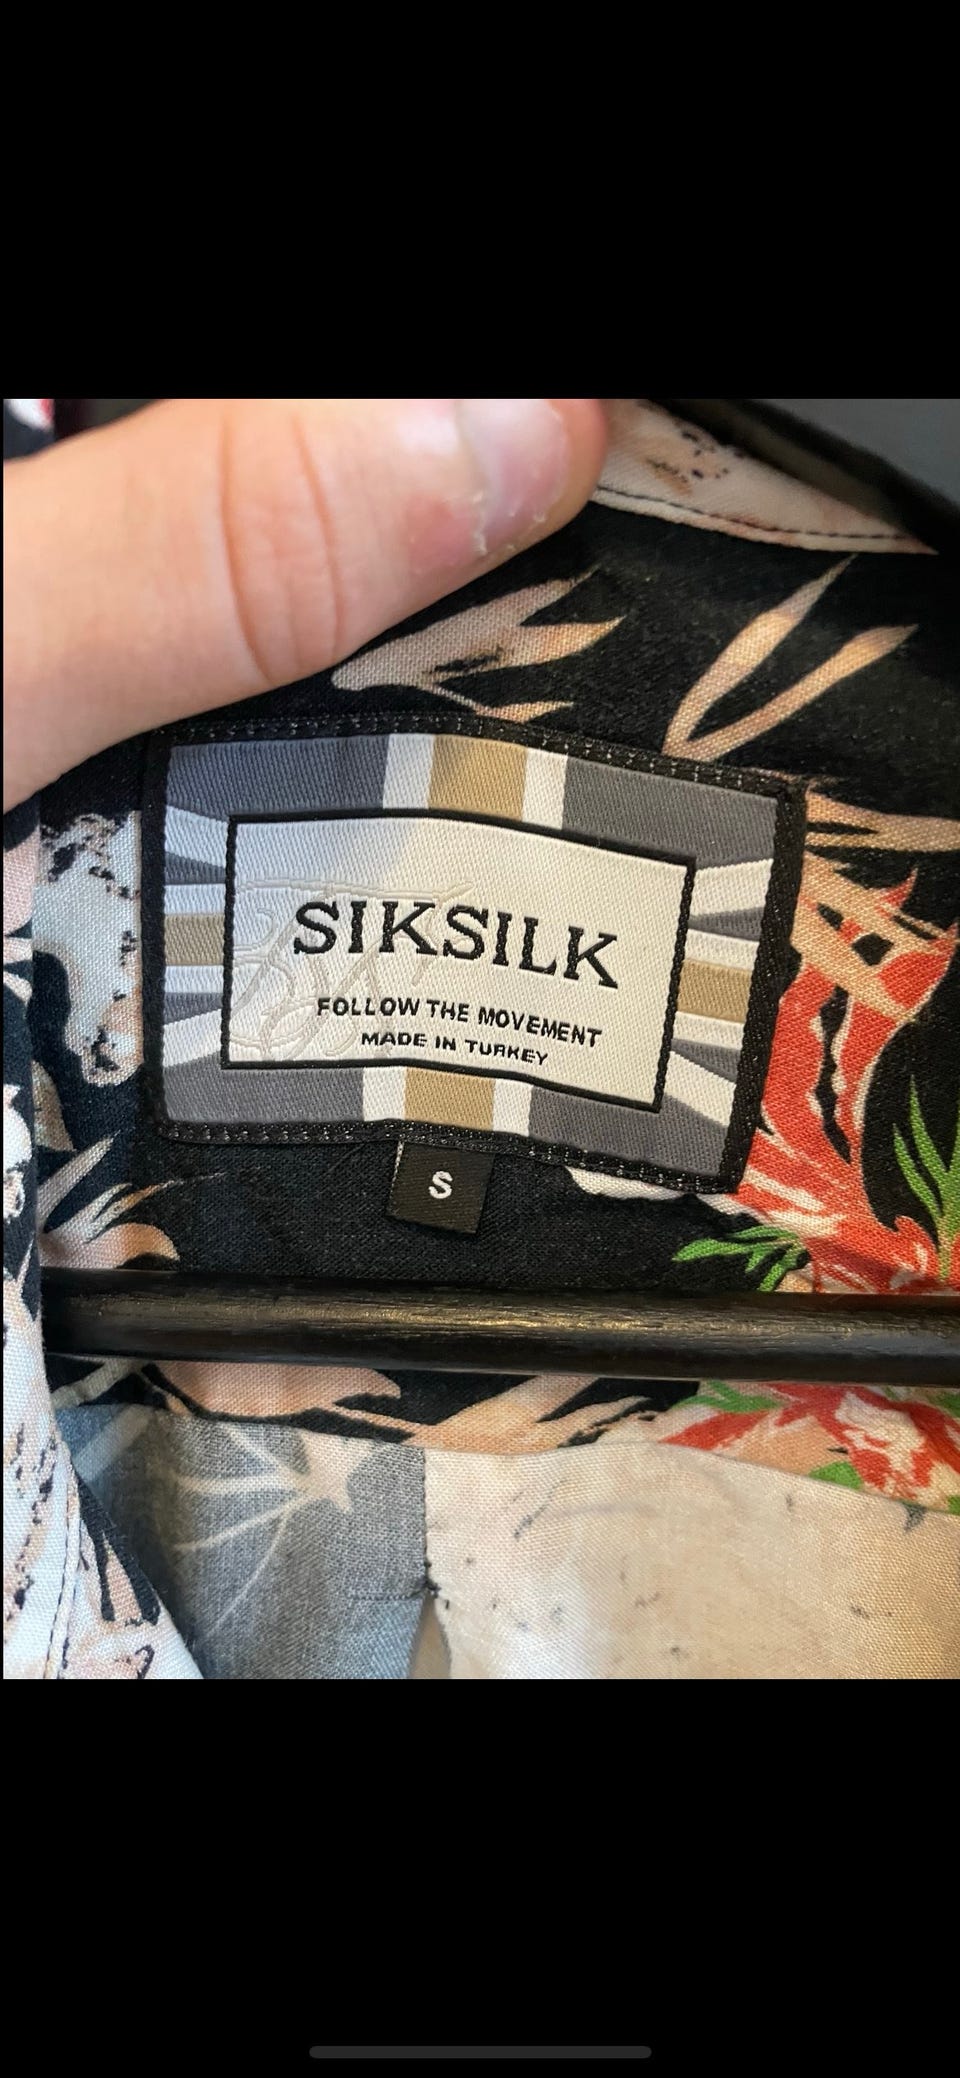 SIKSILK
FOLLOW THE MOVEMENT
MADE IN TURKEY
S